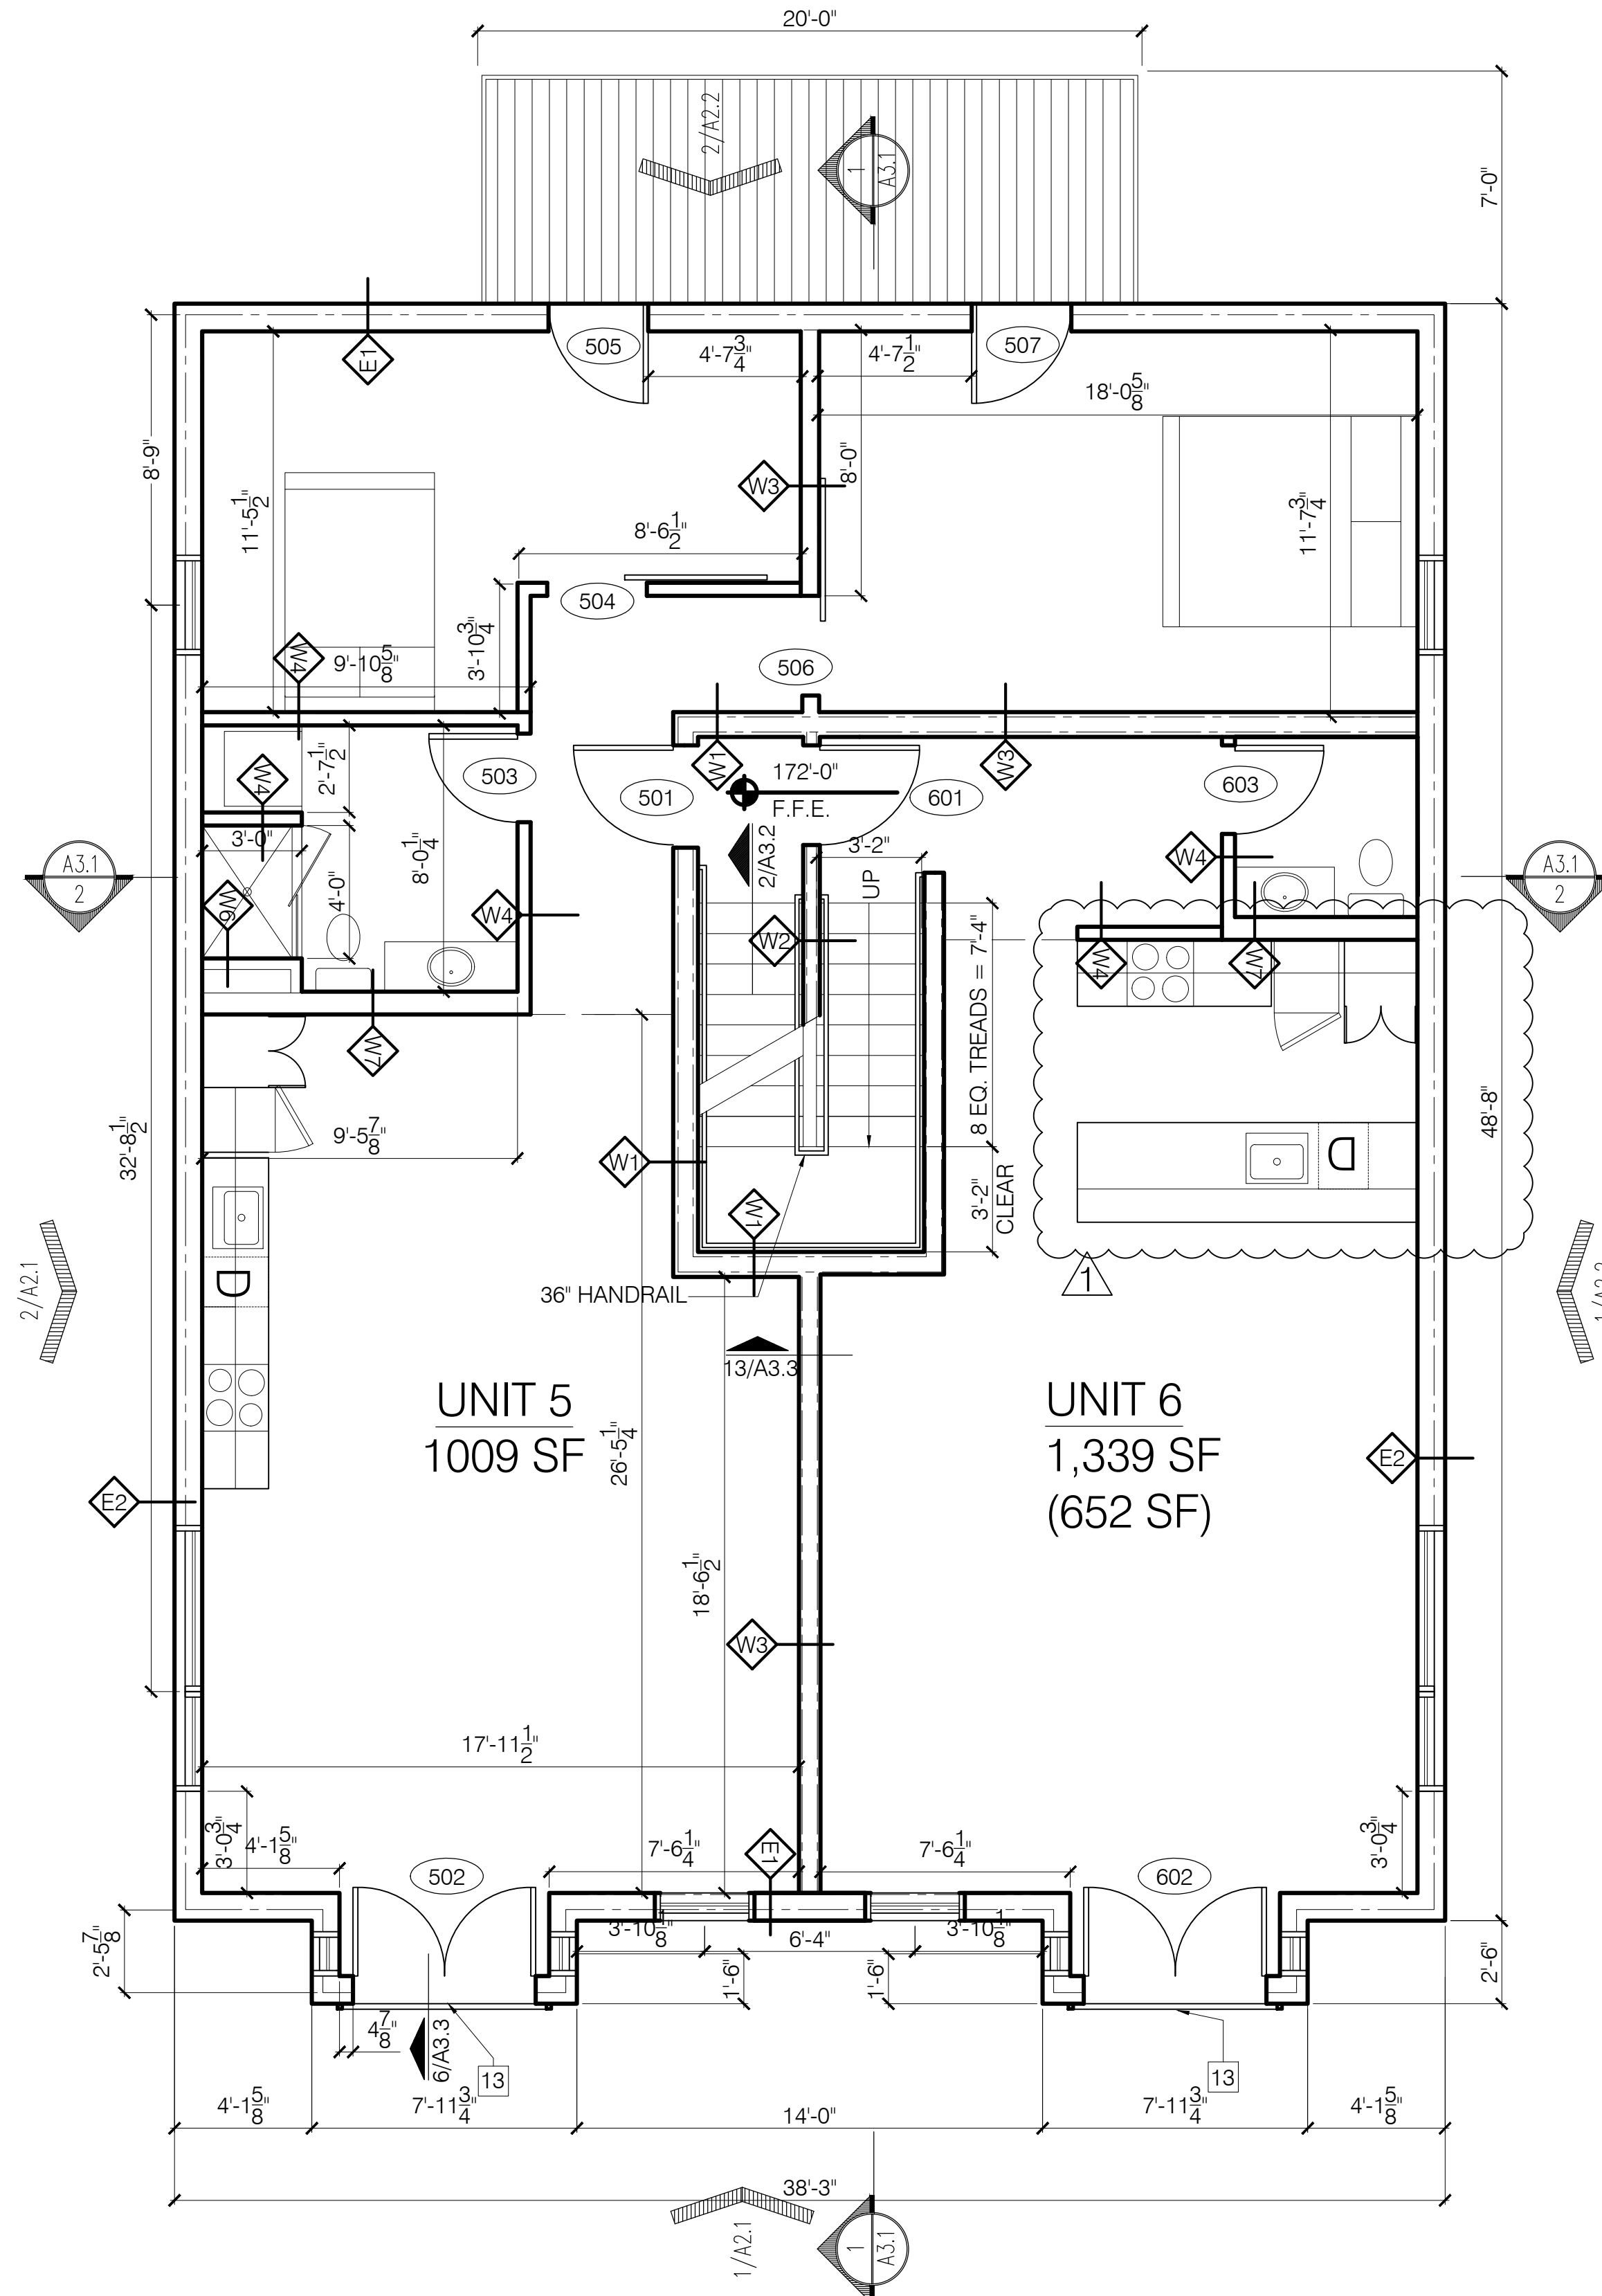 20'-0"
7'-0"
2/A2.2
1
A3.1
E1
505
4'-7 3/4"
4'-7 1/2"
507
18'-0 5/8"
8'-9"
11'-5 1/2"
W3
8'-0"
11'-7 3/4"
8'-6 1/2"
504
3'-10 3/4"
W4
9'-10 5/8"
506
2'-7 1/2"
W4
503
501
W1
172'-0"
F.F.E.
601
W3
603
3'-0"
8'-0 1/4"
2/A3.2
3'-2"
UP
W4
A3.1
2
A3.1
2
W6
4'-0"
W4
W2
W4
W7
W7
8 EQ. TREADS = 7'-4"
32'-8 1/2"
9'-5 7/8"
48'-8"
W1
W1
3'-2"
CLEAR
D
D
1
36" HANDRAIL
2/A2.1
13/A3.3
UNIT 5
1009 SF
26'-5 1/4"
UNIT 6
1,339 SF
(652 SF)
E2
E2
18'-6 1/2"
W3
17'-11 1/2"
3'-0 3/4"
4'-1 5/8"
7'-6 1/4"
E1
7'-6 1/4"
3'-0 3/4"
502
602
2'-5 7/8"
3'-10 1/8"
6'-4"
3'-10 1/8"
1'-6"
1'-6"
2'-6"
4 7/8"
6/A3.3
13
13
4'-1 5/8"
7'-11 3/4"
14'-0"
7'-11 3/4"
4'-1 5/8"
38'-3"
1/A2.1
1
A3.1